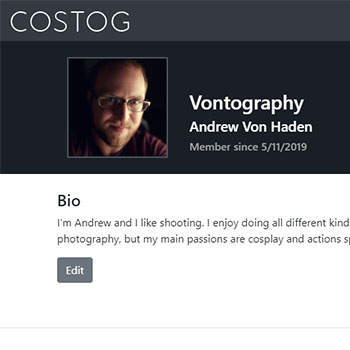 COSTOG
Vontography
Andrew Von Haden
Member since 5/11/2019
Bio
I'm Andrew and I like shooting. I enjoy doing all different kind
photography, but my main passions are cosplay and actions sp
Edit